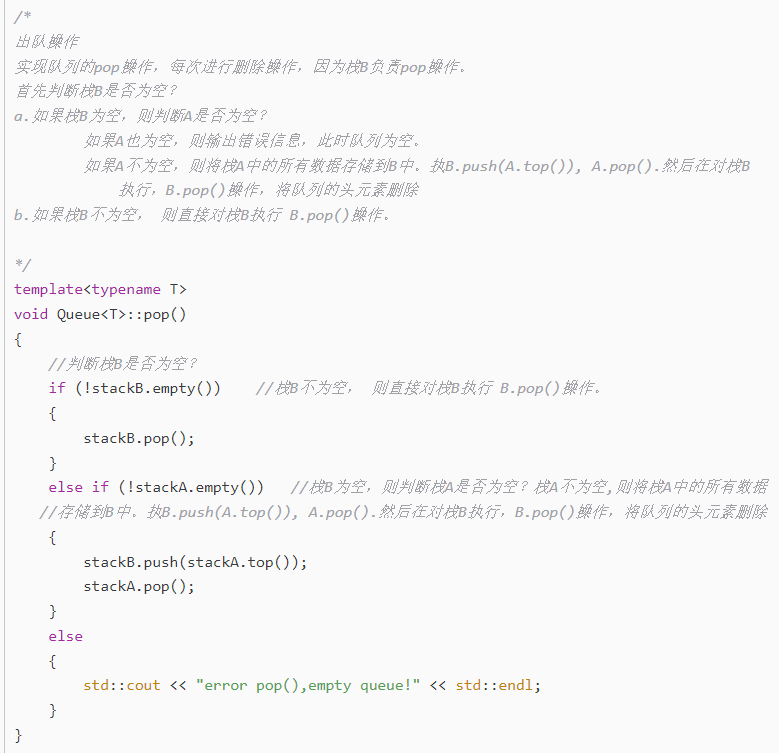 /*
出队操作
实现队列的pop操作，每次进行删除操作，因为栈B负责pop操作。
首先判断栈B是否为空？
a.如果栈B为空，则判断A是否为空？
如果A也为空，则输出错误信息，此时队列为空。
如果A不为空，则将栈A中的所有数据存储到B中。执B.push(A.top()), A.pop().然后在对栈B
执行，B.pop()操作，将队列的头元素删除
b.如果栈B不为空， 则直接对栈B执行 B.pop()操作。
*/
template<typename T>
void Queue<T>::pop()
{
//判断栈B是否为空？
if (!stackB.empty()) //栈B不为空， 则直接对栈B执行 B.pop()操作。
{
stackB.pop();
}
else if (!stackA.empty()) //栈B为空，则判断栈A是否为空？栈A不为空,则将栈A中的所有数据
//存储到B中。执B.push(A.top()), A.pop().然后在对栈B执行，B.pop()操作，将队列的头元素删除
{
stackB.push(stackA.top());
stackA.pop();
}
else
{
std::cout << "error pop(),empty queue!" << std::endl;
}
}